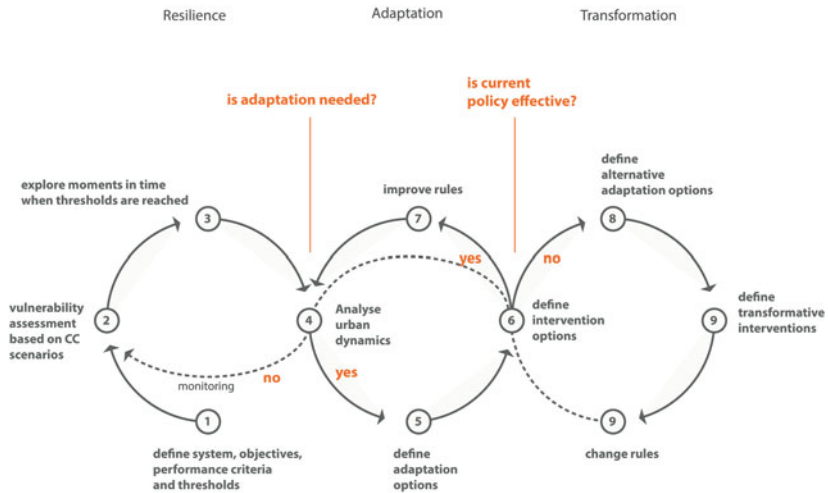 Resilience
Adaptation
Transformation
is adaptation needed?
is current
policy effective?
explore moments in time
when thresholds are reached
improve rules
define
alternative
adaptation options
3
7
8
yes
no
vulnerability
assessment
based on CC
scenarios
2
4
Analyse
urban
dynamics
6
define
intervention
options
9
define
transformative
interventions
monitoring
no
yes
1
5
9
define system, objectives,
performance criteria
and thresholds
define
adaptation
options
change rules